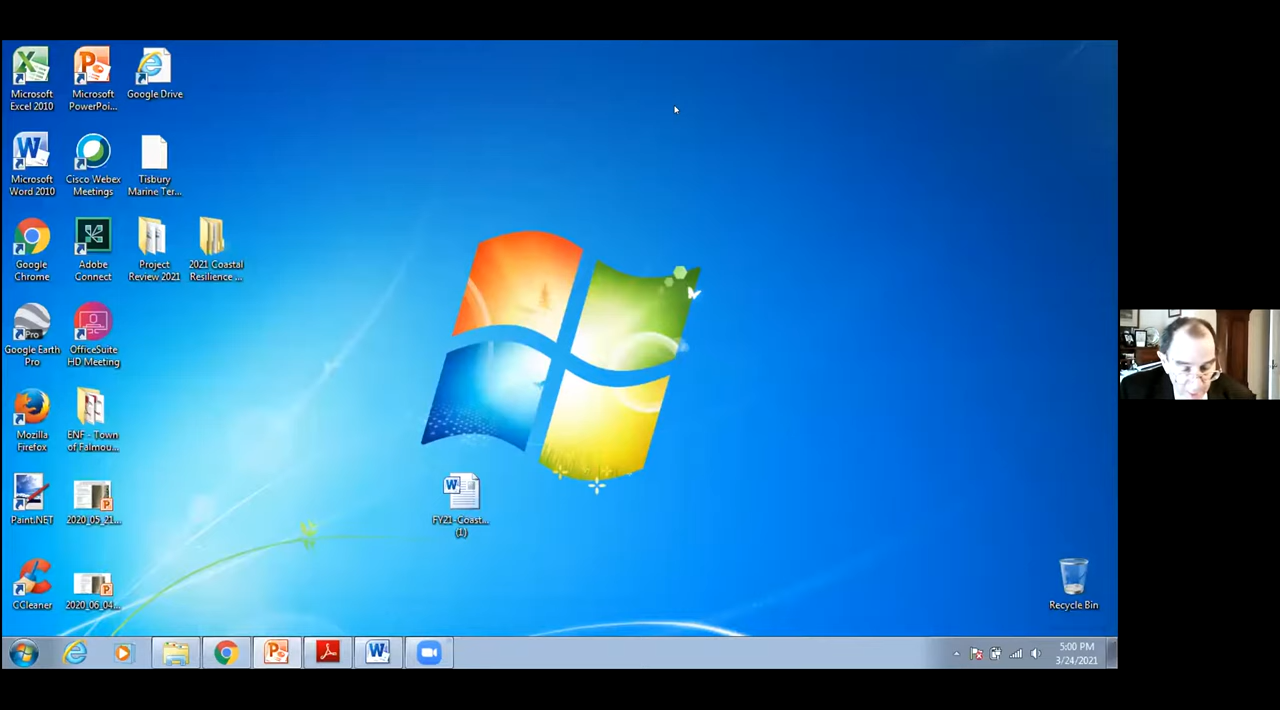 Microsoft
Excel 2010
Microsoft
PowerPoi...
Google Drive
Microsoft
Word 2010
Cisco Webex
Meetings
Tisbury
Marine Ter...
Google
Chrome
Adobe
Connect
Project
Review 2021
2021 Coastal
Resilience ...
Pro
Google Earth
Pro
OfficeSuite
HD Meeting
Mozilla
Firefox
ENF - Town
of Falmou...
Paint.NET
2020_05_21...
FY21-Coast...
(1)
CCleaner
2020_06_04...
Recycle Bin
5:00 PM
3/24/2021